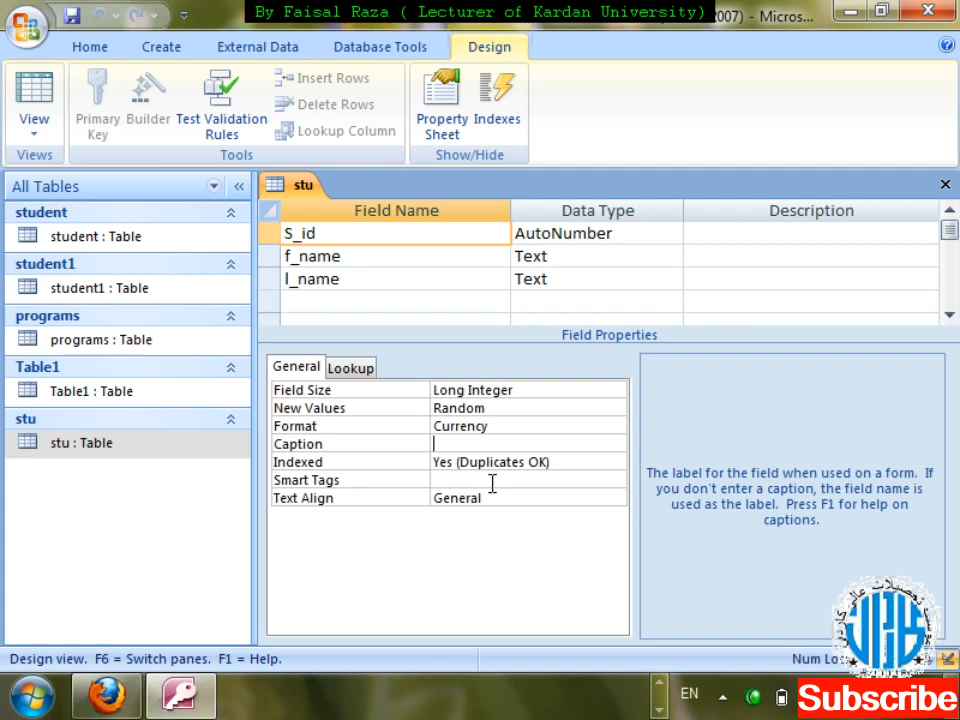 By Faisal Raza ( Lecturer of Kardan University)
007) - Micros...
Home Create External Data Database Tools Design
View
Views
Primary Key
Builder
Test Validation Rules
Insert Rows
Delete Rows
Lookup Column
Tools
Property Sheet
Indexes
Show/Hide
All Tables
student
student : Table
student1
student1 : Table
programs
programs : Table
Table1
Table1 : Table
stu
stu : Table
stu
Field Name Data Type Description
S_id AutoNumber
f_name Text
l_name Text
Field Properties
General Lookup
Field Size Long Integer
New Values Random
Format Currency
Caption
Indexed Yes (Duplicates OK)
Smart Tags
Text Align General
The label for the field when used on a form. If
you don't enter a caption, the field name is
used as the label. Press F1 for help on
captions.
Design view. F6 = Switch panes. F1 = Help.
Num Lo
EN
Subscribe